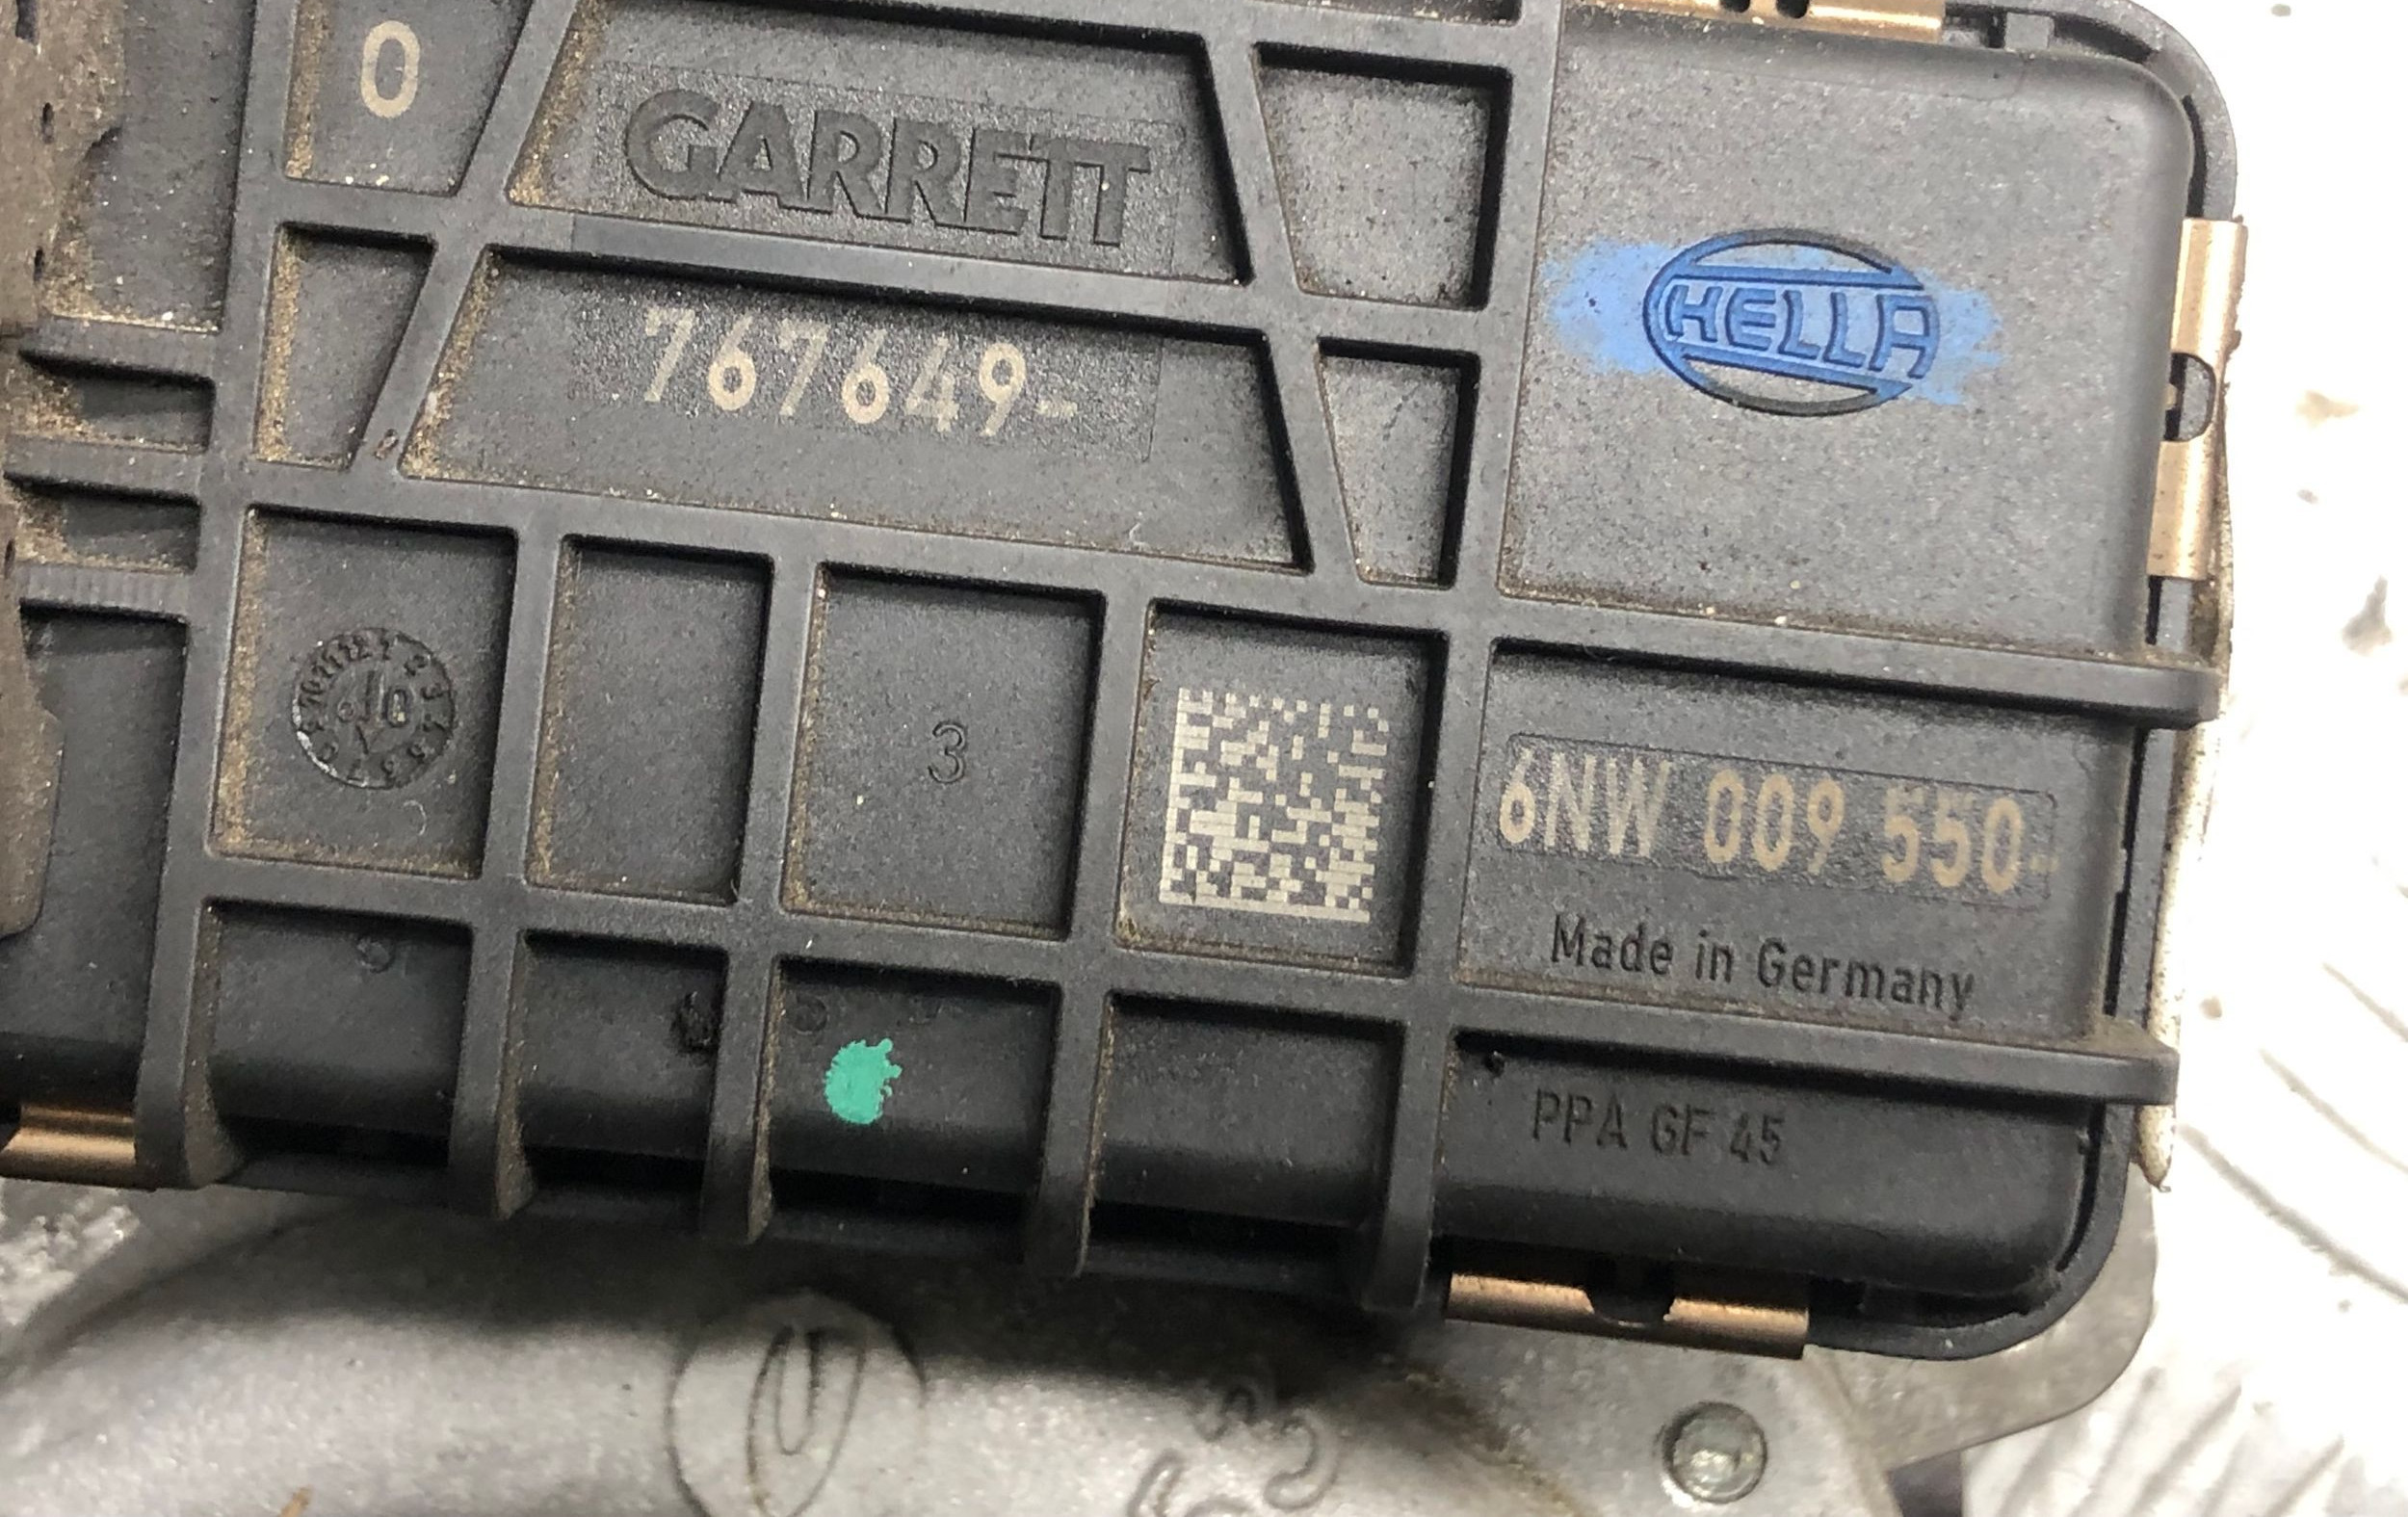 0
GARRETT
767649-
HELLA
3
6NW 009 550-
Made in Germany
PPA GF 45